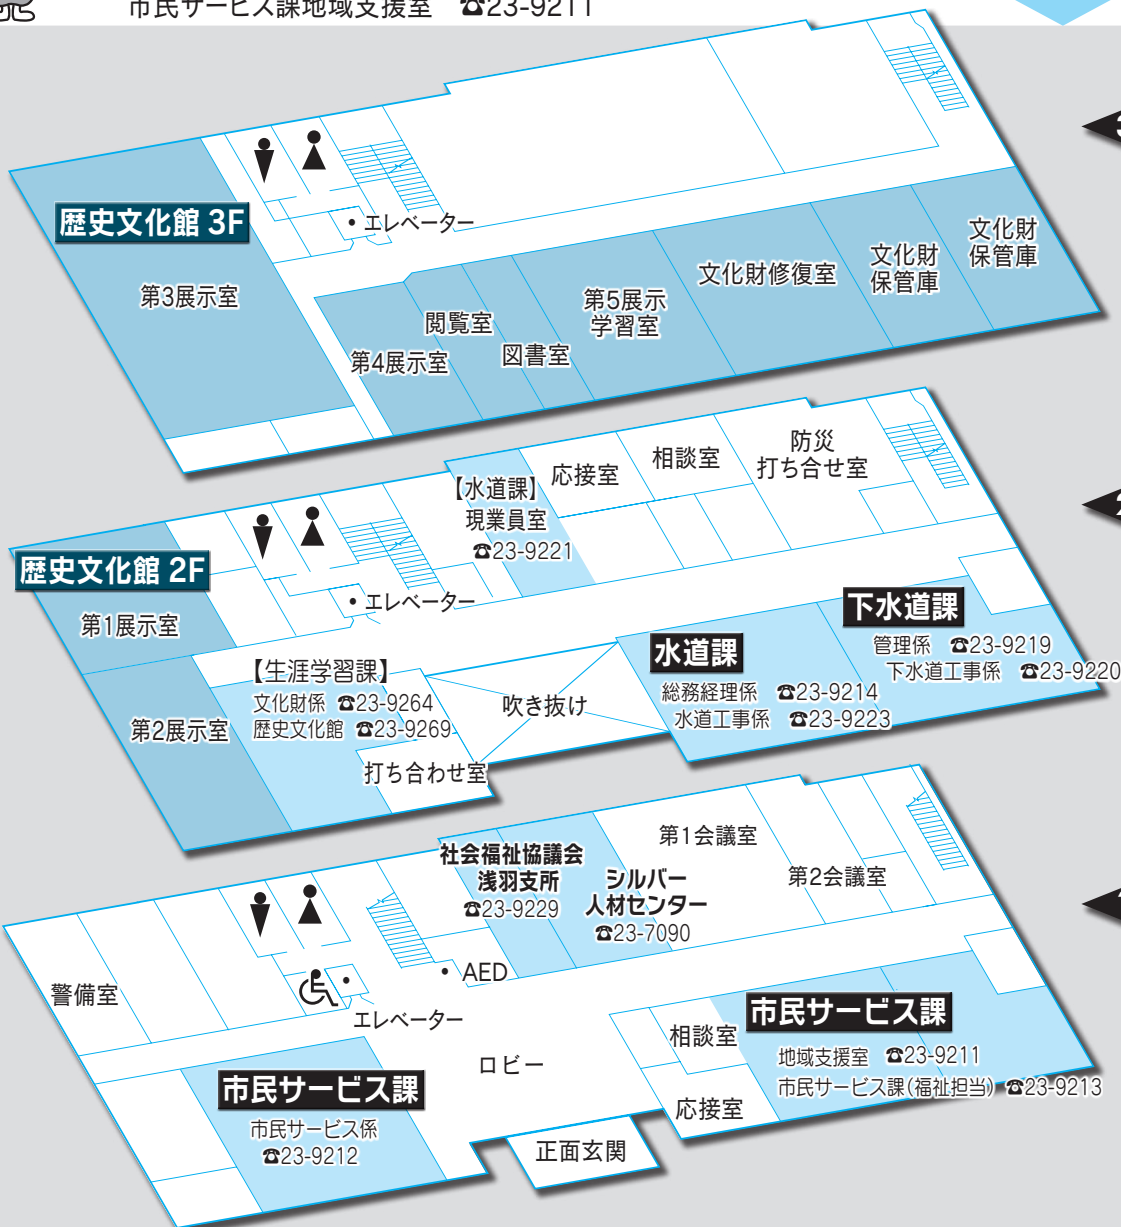 市民サービス課地域支援室 ☎23-9211
歴史文化館 3F
第3展示室
エレベーター
第4展示室
閲覧室
図書室
第5展示
学習室
文化財修復室
文化財
保管庫
文化財
保管庫
歴史文化館 2F
第1展示室
第2展示室
エレベーター
【水道課】
現業員室
☎23-9221
応接室
相談室
防災
打ち合せ室
【生涯学習課】
文化財係 ☎23-9264
歴史文化館 ☎23-9269
打ち合わせ室
吹き抜け
水道課
総務経理係 ☎23-9214
水道工事係 ☎23-9223
下水道課
管理係 ☎23-9219
下水道工事係 ☎23-9220
社会福祉協議会
浅羽支所
☎23-9229
シルバー
人材センター
☎23-7090
第1会議室
第2会議室
警備室
AED
エレベーター
ロビー
市民サービス課
市民サービス係
☎23-9212
正面玄関
相談室
応接室
市民サービス課
地域支援室 ☎23-9211
市民サービス課(福祉担当) ☎23-9213